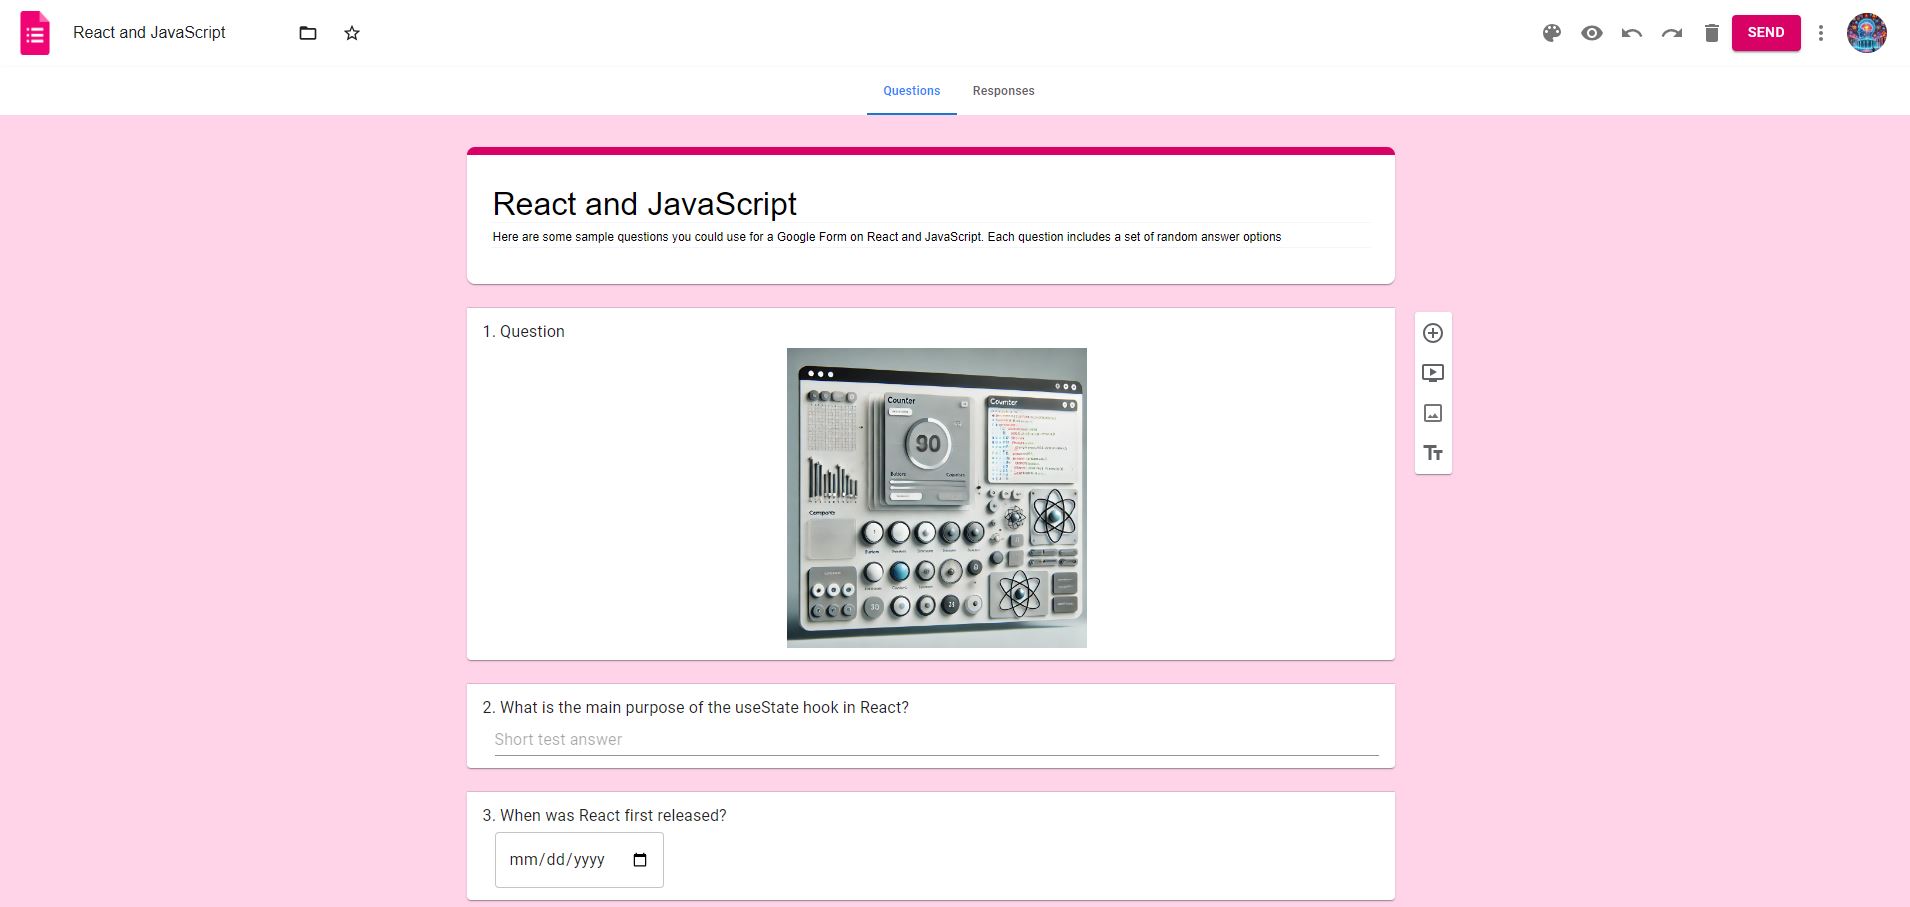 React and JavaScript
SEND
Questions
Responses
React and JavaScript
Here are some sample questions you could use for a Google Form on React and JavaScript. Each question includes a set of random answer options
1. Question
Counter
90
Buttons
Counter
30
2. What is the main purpose of the useState hook in React?
Short test answer
3. When was React first released?
mm/dd/yyyy